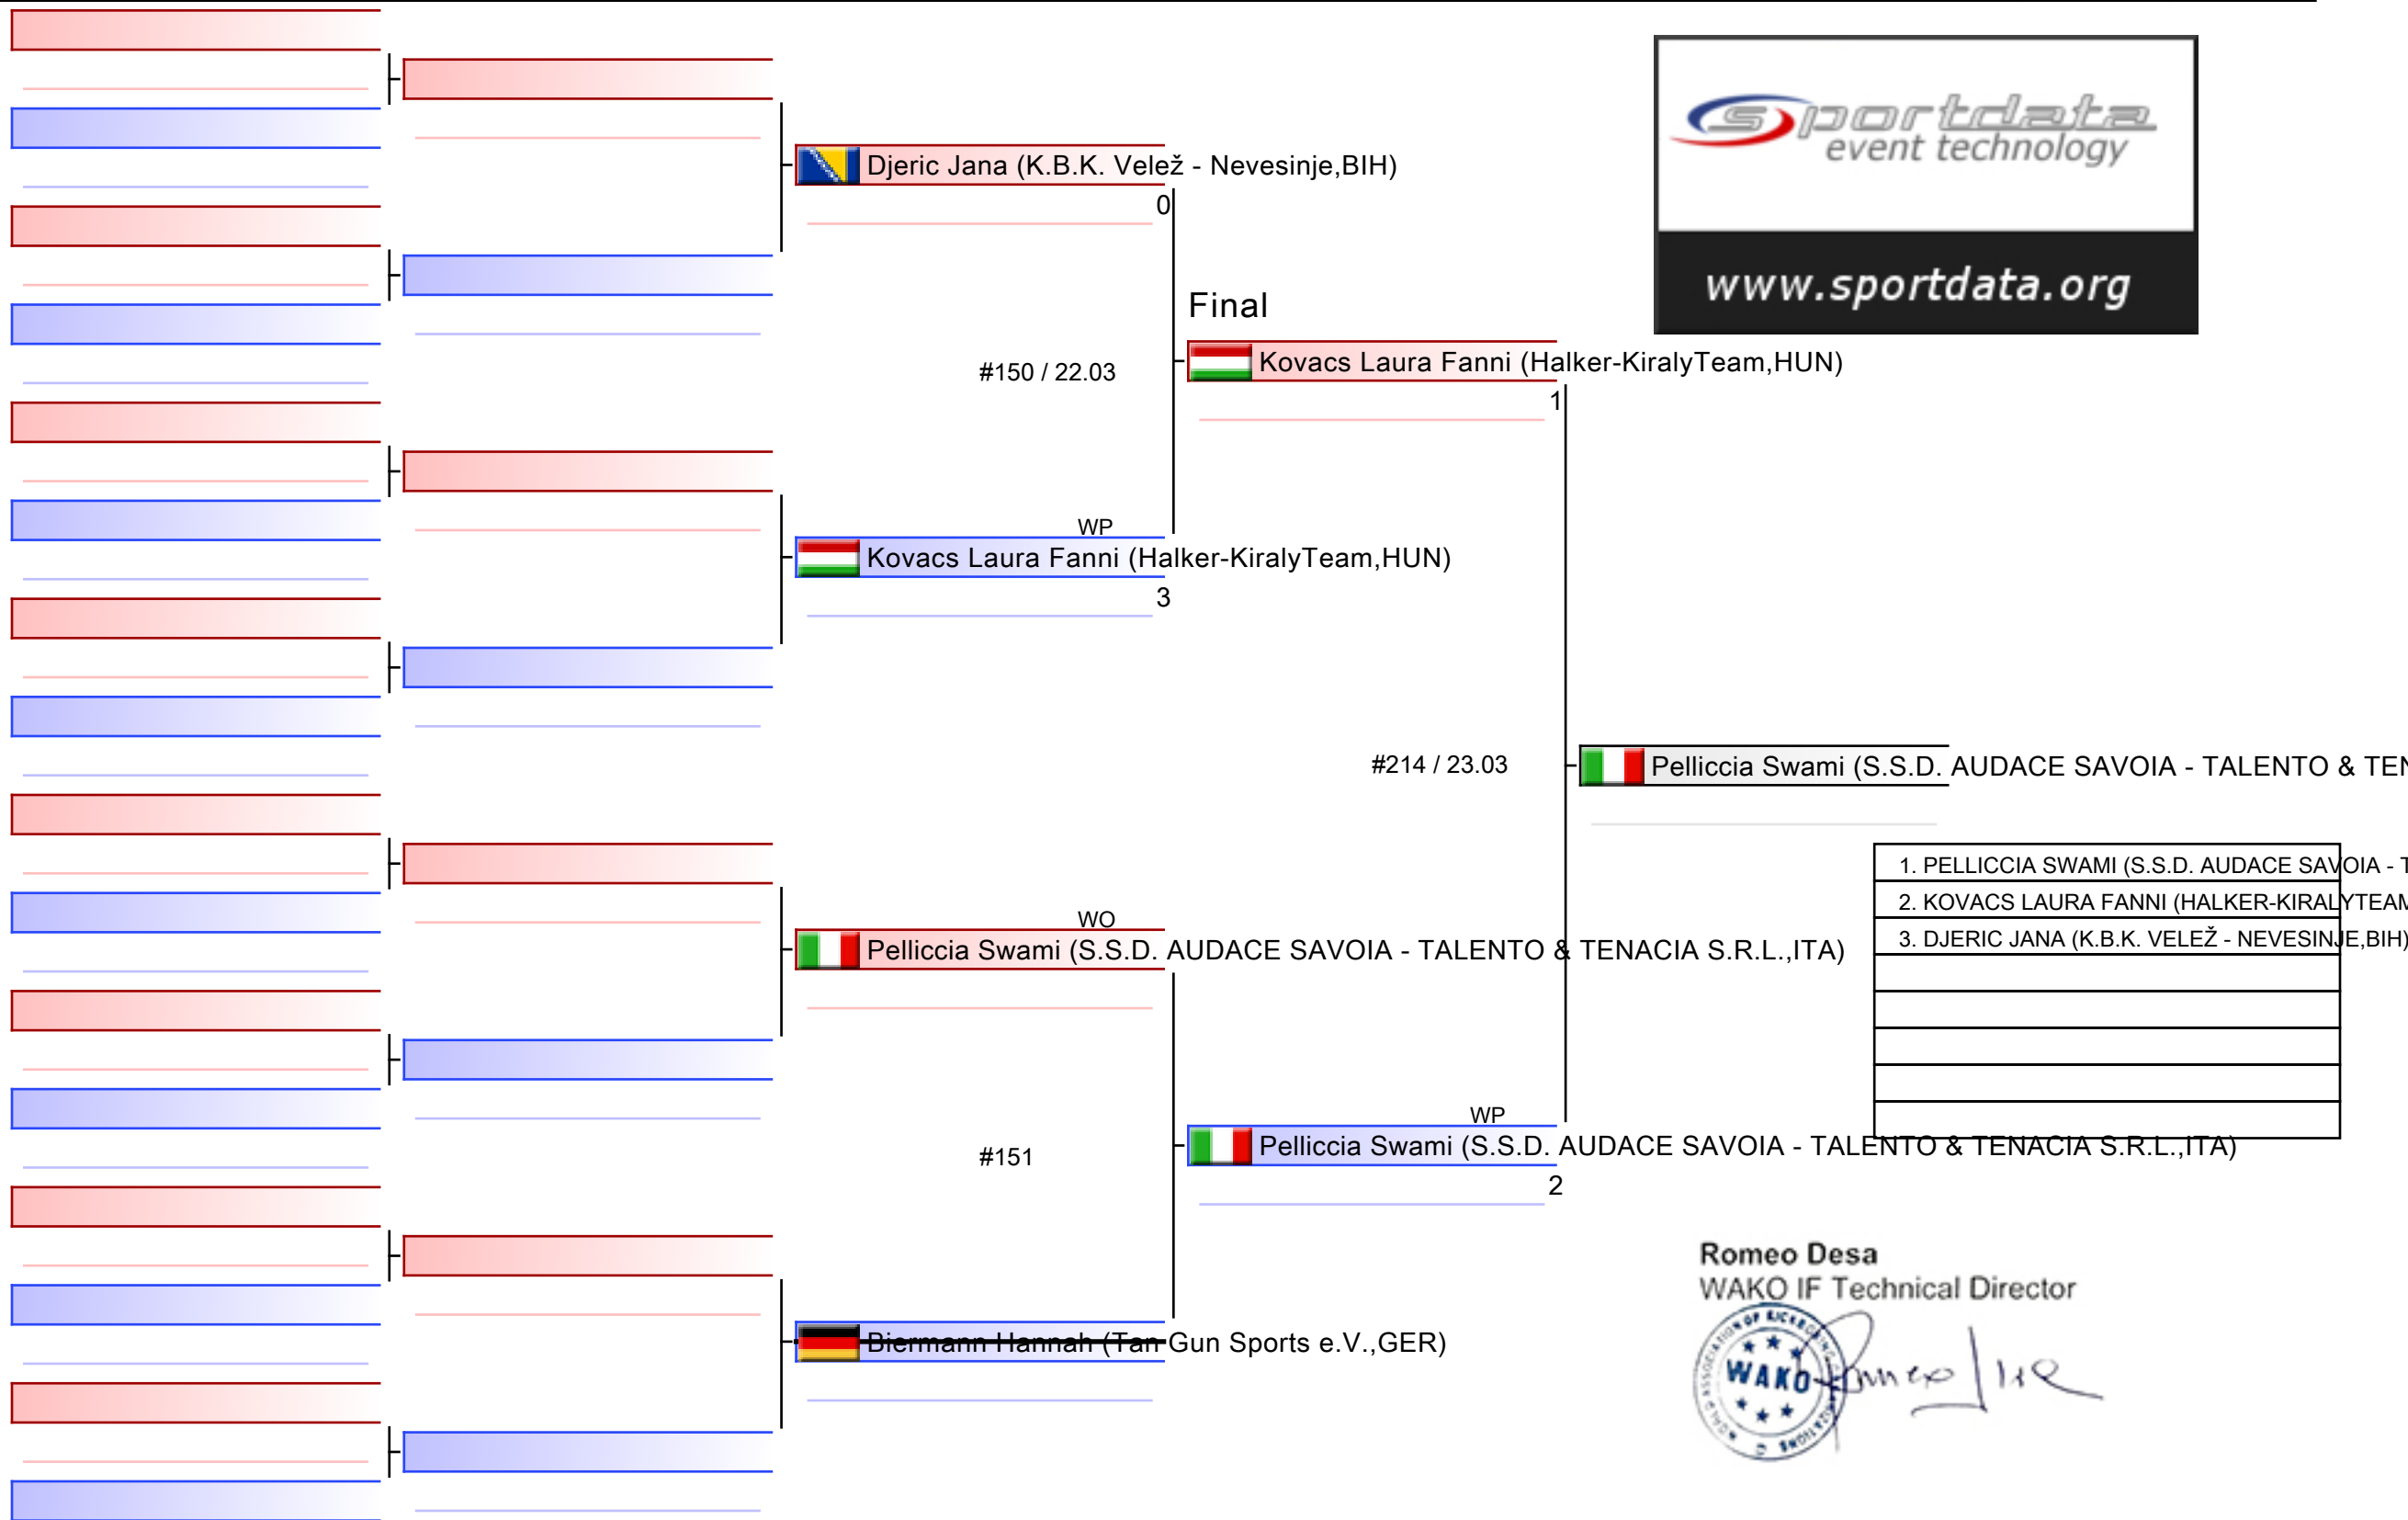 sportdata
event technology
www.sportdata.org
Djeric Jana (K.B.K. Velež - Nevesinje,BIH)
0
Final
#150 / 22.03
Kovacs Laura Fanni (Halker-KiralyTeam,HUN)
1
WP
Kovacs Laura Fanni (Halker-KiralyTeam,HUN)
3
#214 / 23.03
Pelliccia Swami (S.S.D. AUDACE SAVOIA - TALENTO & TEN
1. PELLICCIA SWAMI (S.S.D. AUDACE SAVOIA - T
2. KOVACS LAURA FANNI (HALKER-KIRALYTEAM
3. DJERIC JANA (K.B.K. VELEŽ - NEVESINJE,BIH)
WO
Pelliccia Swami (S.S.D. AUDACE SAVOIA - TALENTO & TENACIA S.R.L.,ITA)
#151
WP
Pelliccia Swami (S.S.D. AUDACE SAVOIA - TALENTO & TENACIA S.R.L.,ITA)
2
Biermann Hannah (Tan Gun Sports e.V.,GER)
Romeo Desa
WAKO IF Technical Director
WAKO